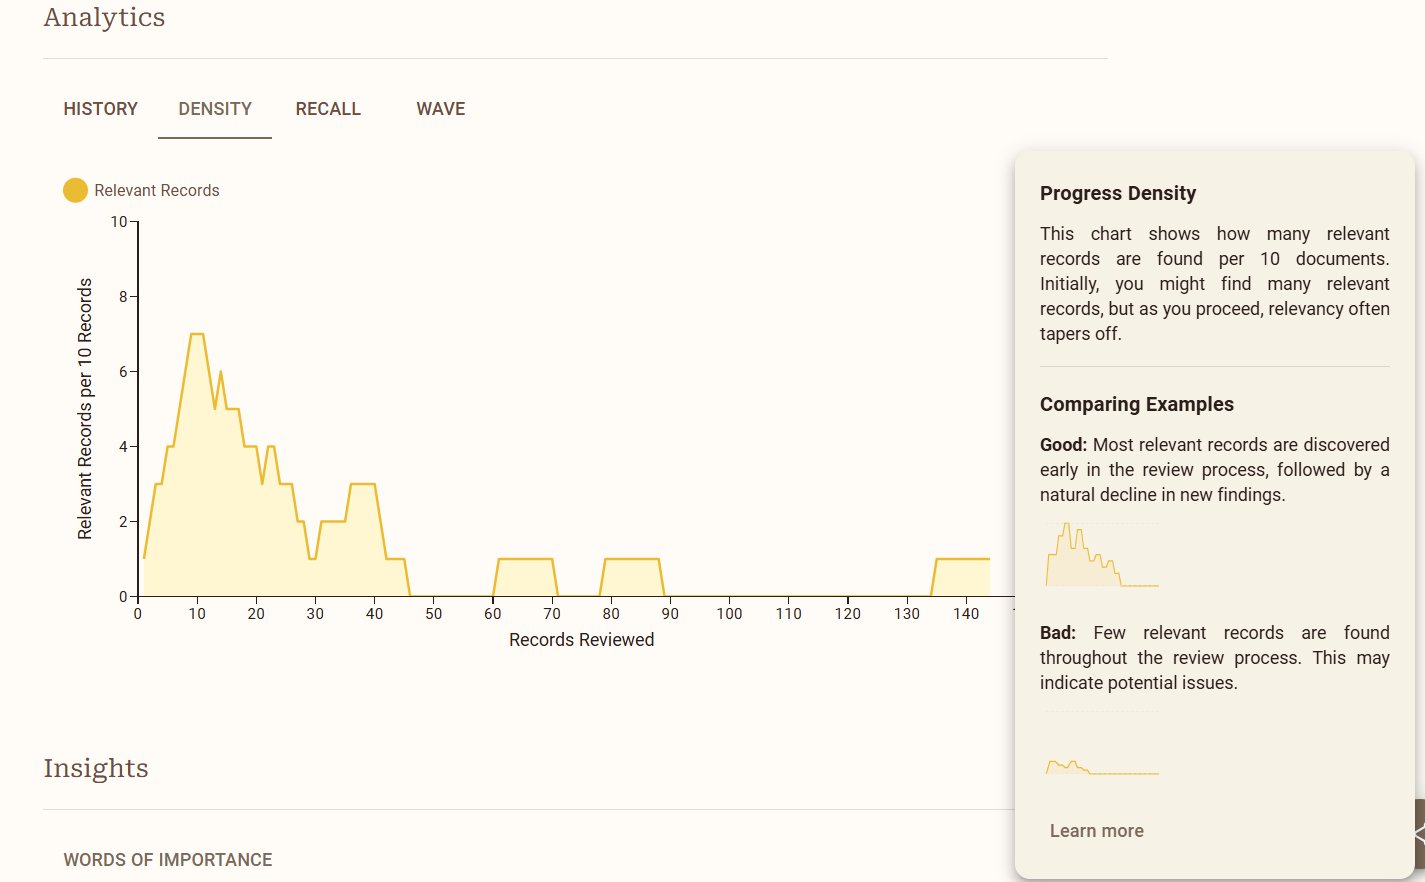 Analytics
HISTORY DENSITY RECALL WAVE
Relevant Records
10
8
6
4
2
0
Relevant Records per 10 Records
0 10 20 30 40 50 60 70 80 90 100 110 120 130 140
Records Reviewed
Progress Density
This chart shows how many relevant
records are found per 10 documents.
Initially, you might find many relevant
records, but as you proceed, relevancy often
tapers off.
Comparing Examples
Good: Most relevant records are discovered
early in the review process, followed by a
natural decline in new findings.
Bad: Few relevant records are found
throughout the review process. This may
indicate potential issues.
Learn more
Insights
WORDS OF IMPORTANCE